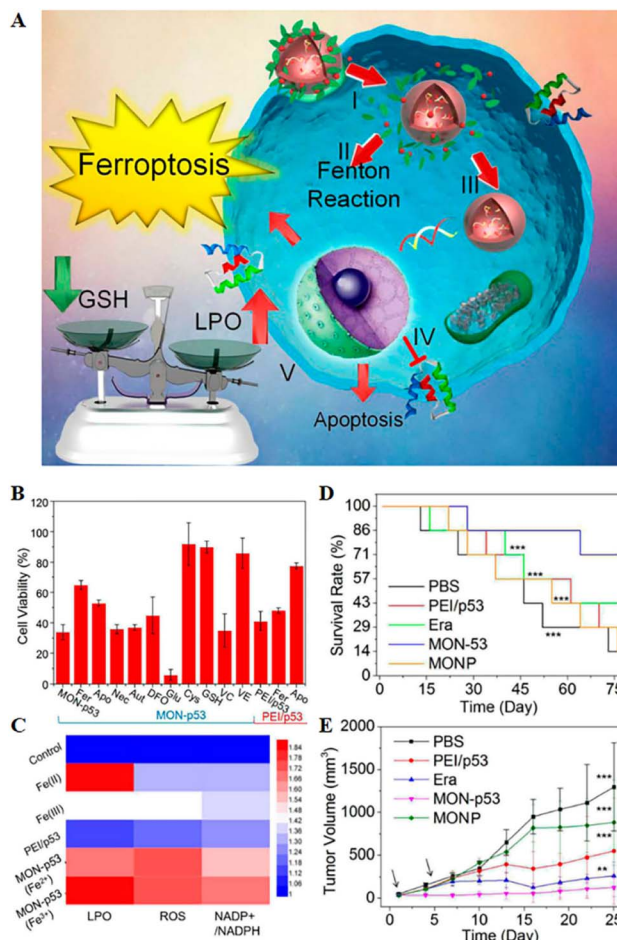 A
I
II
Fenton
Reaction
III
Ferroptosis
GSH
LPO
IV
V
Apoptosis
B
Cell Viability (%)
120
100
80
60
40
20
0
MON-p53
Fer
Apo
Nec
Aut
DFO
Glu
Cys
GSH
VC
VE
PEI/p53
Fer
Apo
MON-p53
PEI/p53
C
Control
Fe(II)
Fe(III)
PEI/p53
MON-p53
(Fe²⁺)
MON-p53
(Fe³⁺)
LPO
ROS
NADP+
/NADPH
1.84
1.78
1.72
1.66
1.60
1.54
1.48
1.42
1.36
1.30
1.24
1.18
1.12
1.06
1
D
Survival Rate (%)
100
86
71
57
43
29
14
0
***
***
***
***
PBS
PEI/p53
Era
MON-53
MONP
0
15
30
45
60
75
Time (Day)
E
Tumor Volume (mm³)
2000
1500
1000
500
0
PBS
PEI/p53
Era
MON-p53
MONP
***
***
***
**
0
5
10
15
20
25
Time (Day)